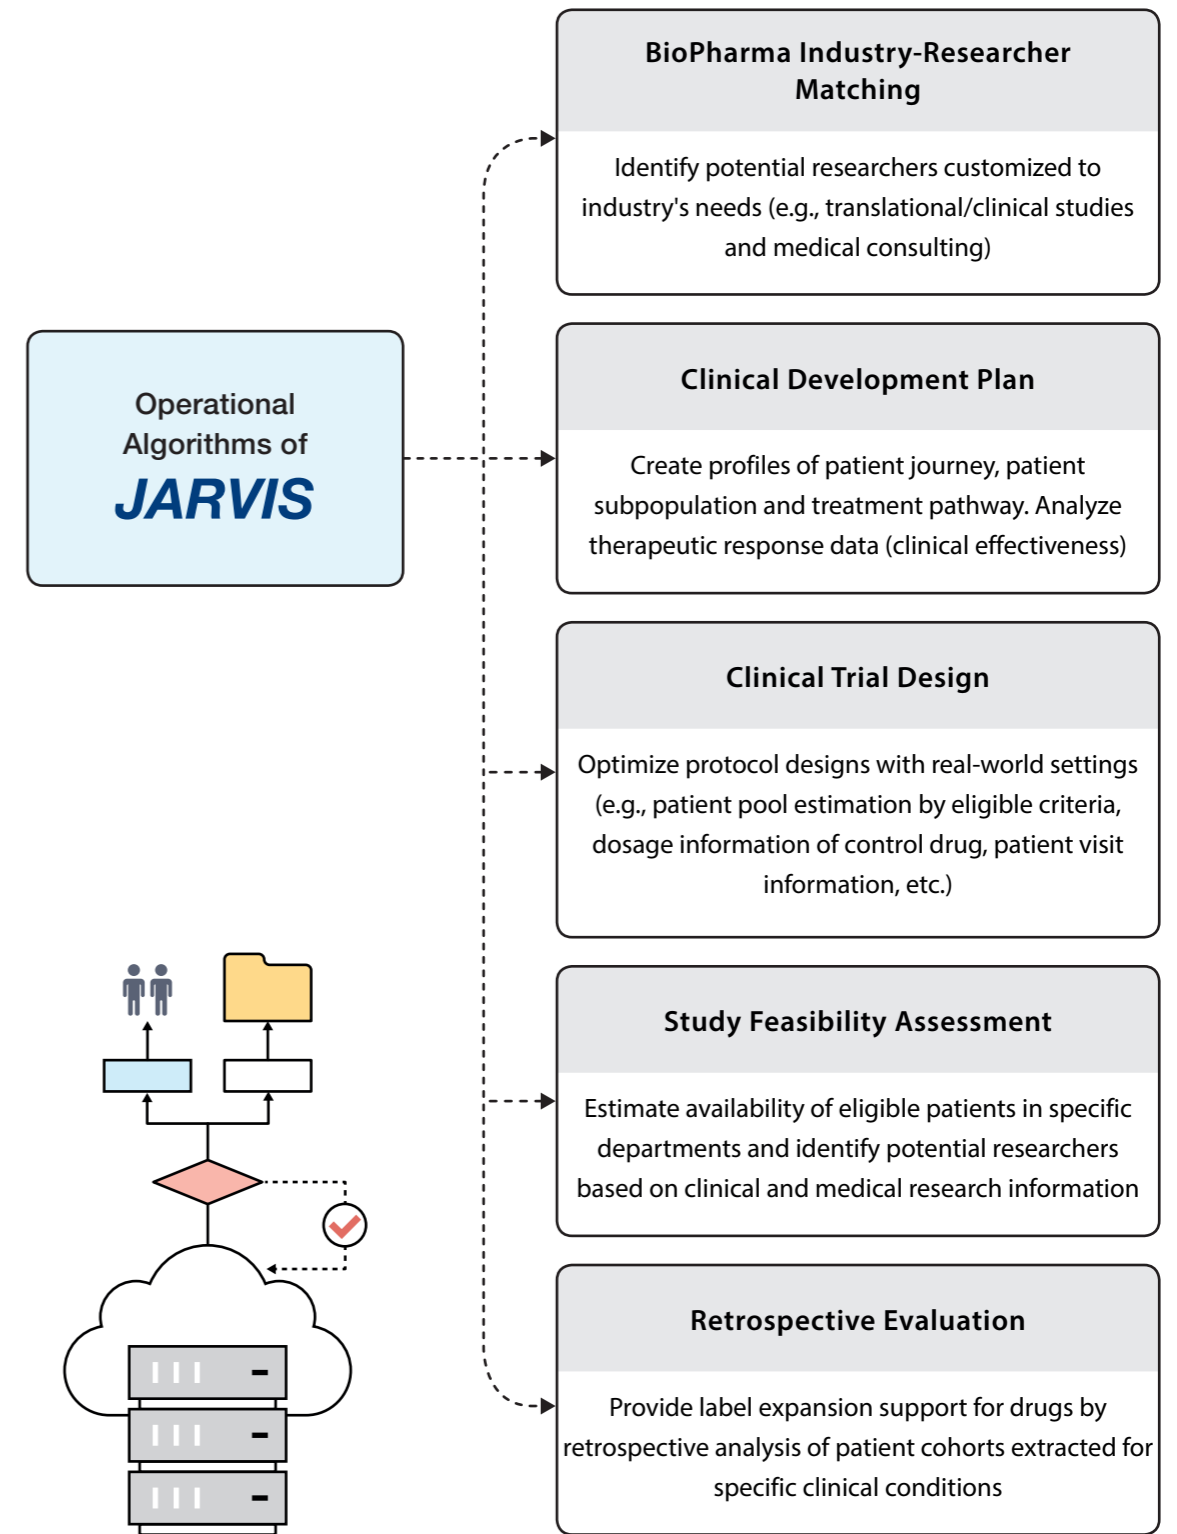 BioPharma Industry-Researcher
Matching
Identify potential researchers customized to
industry's needs (e.g., translational/clinical studies
and medical consulting)
Operational
Algorithms of
JARVIS
Clinical Development Plan
Create profiles of patient journey, patient
subpopulation and treatment pathway. Analyze
therapeutic response data (clinical effectiveness)
Clinical Trial Design
Optimize protocol designs with real-world settings
(e.g., patient pool estimation by eligible criteria,
dosage information of control drug, patient visit
information, etc.)
Study Feasibility Assessment
Estimate availability of eligible patients in specific
departments and identify potential researchers
based on clinical and medical research information
Retrospective Evaluation
Provide label expansion support for drugs by
retrospective analysis of patient cohorts extracted for
specific clinical conditions